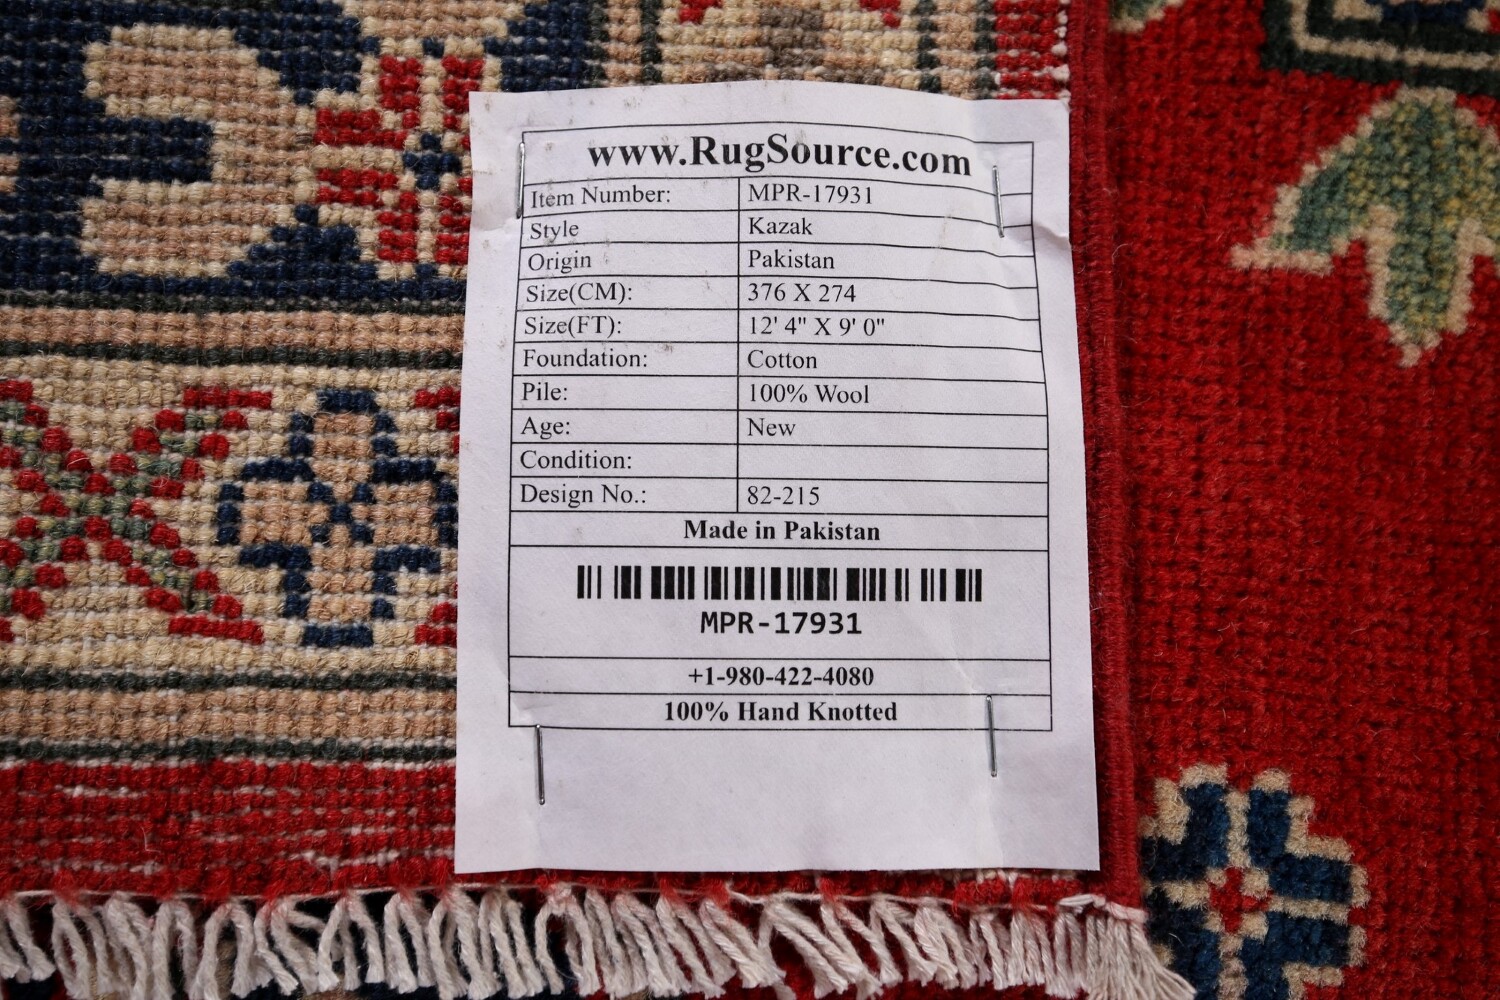 www.RugSource.com
Item Number: MPR-17931
Style Kazak
Origin Pakistan
Size(CM): 376 X 274
Size(FT): 12' 4" X 9' 0"
Foundation: Cotton
Pile: 100% Wool
Age: New
Condition:
Design No.: 82-215
Made in Pakistan
MPR-17931
+1-980-422-4080
100% Hand Knotted